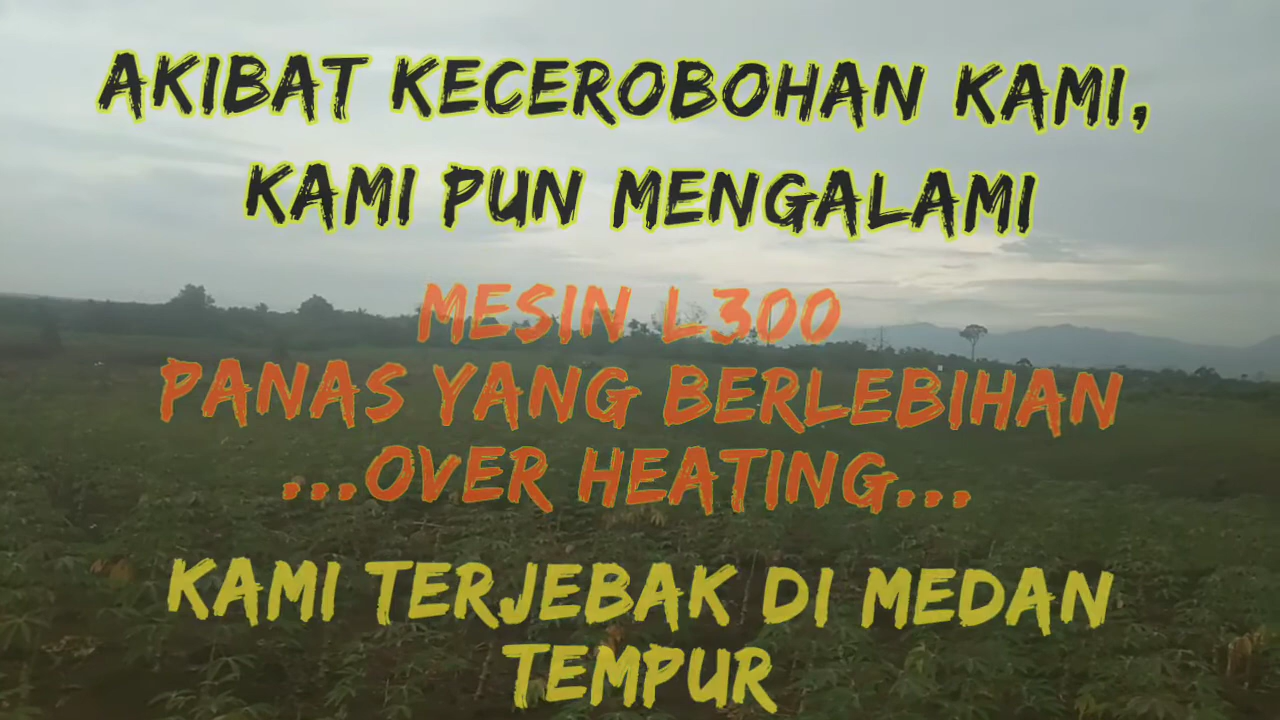 AKIBAT KECEROBOHAN KAMI,
KAMI PUN MENGALAMI
MESIN L300
PANAS YANG BERLEBIHAN
...OVER HEATING...
KAMI TERJEBAK DI MEDAN
TEMPUR